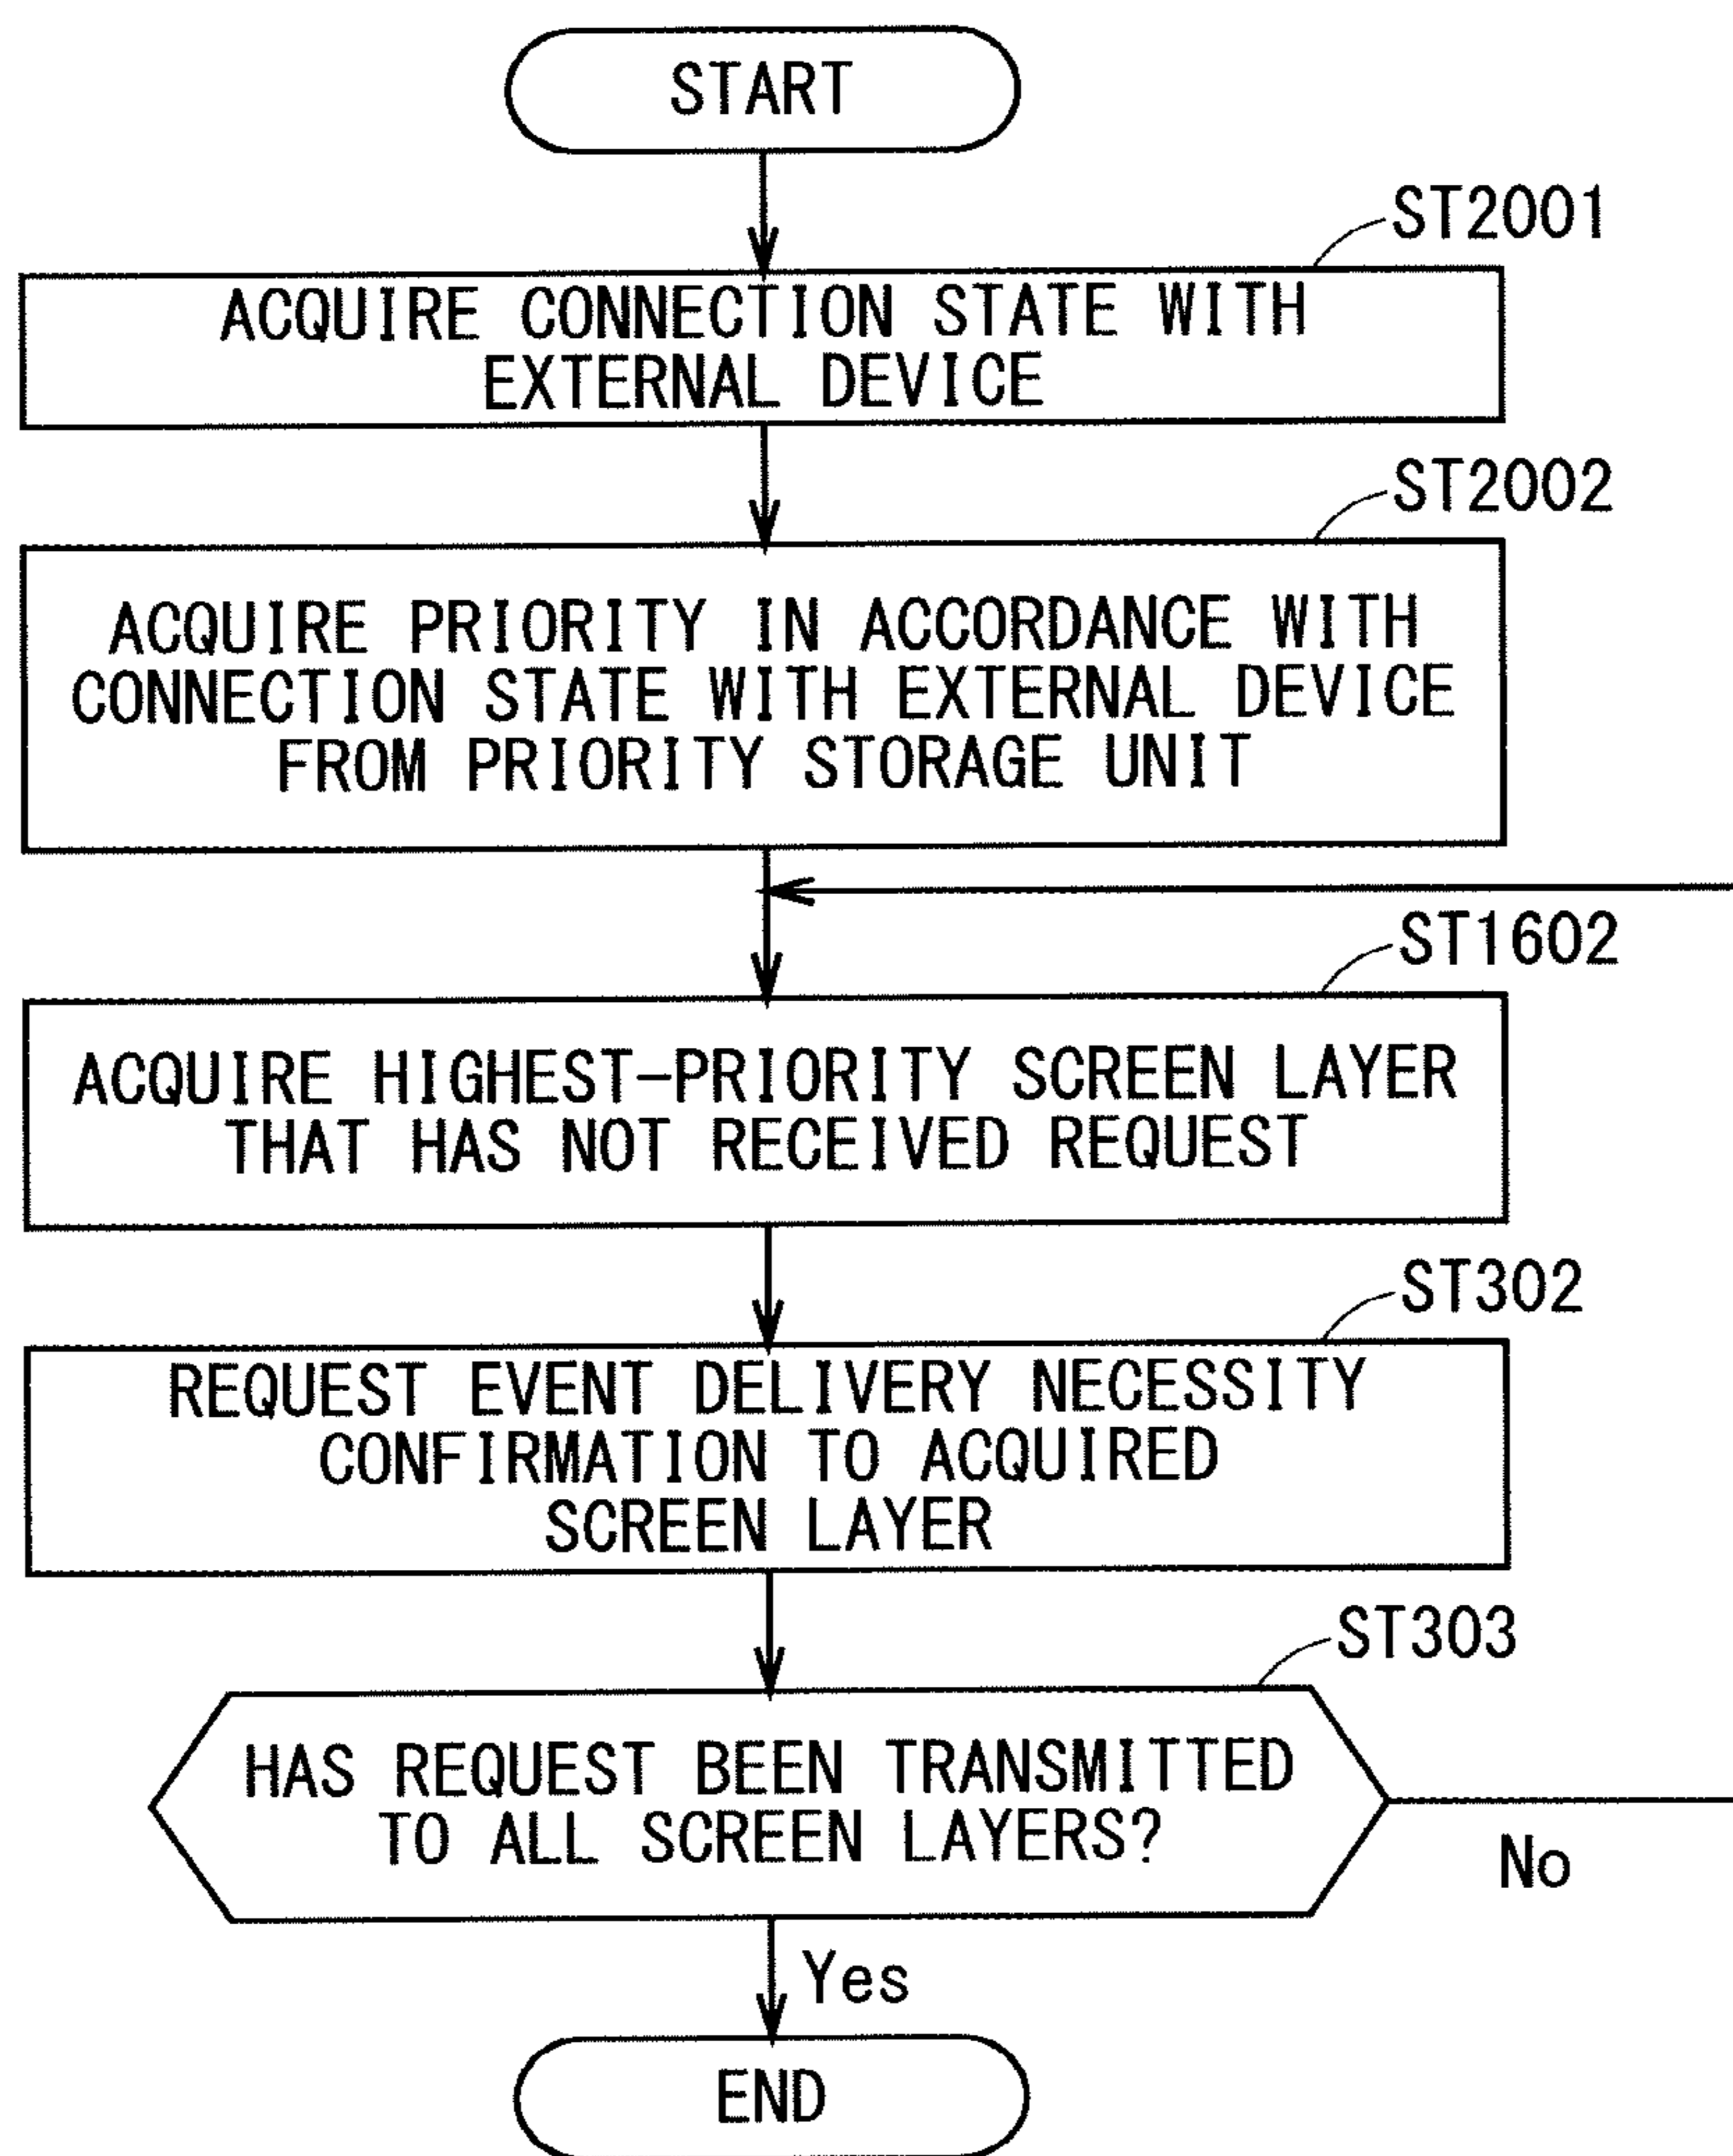 START
ST2001
ACQUIRE CONNECTION STATE WITH
EXTERNAL DEVICE
ST2002
ACQUIRE PRIORITY IN ACCORDANCE WITH
CONNECTION STATE WITH EXTERNAL DEVICE
FROM PRIORITY STORAGE UNIT
ST1602
ACQUIRE HIGHEST-PRIORITY SCREEN LAYER
THAT HAS NOT RECEIVED REQUEST
ST302
REQUEST EVENT DELIVERY NECESSITY
CONFIRMATION TO ACQUIRED
SCREEN LAYER
ST303
HAS REQUEST BEEN TRANSMITTED
TO ALL SCREEN LAYERS?
No
Yes
END